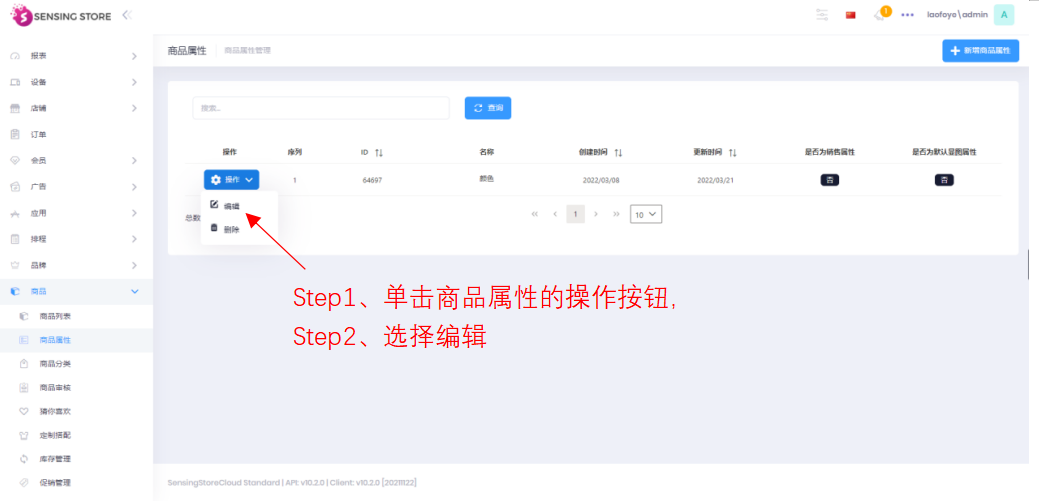 SENSING STORE
1
laofoye\admin
A
报表
设备
店铺
订单
会员
广告
应用
排程
品牌
商品
商品列表
商品属性
商品分类
商品审核
猜你喜欢
定制搭配
库存管理
促销管理
商品属性 商品属性管理
新增商品属性
搜索...
查询
操作 序列 ID 名称 创建时间 更新时间 是否为销售属性 是否为默认显图属性
操作 1 64697 颜色 2022/03/08 2022/03/21 否 否
编辑
删除
总数
« ‹ 1 › » 10
Step1、单击商品属性的操作按钮,
Step2、选择编辑
SensingStoreCloud Standard | API: v10.2.0 | Client: v10.2.0 [20211122]